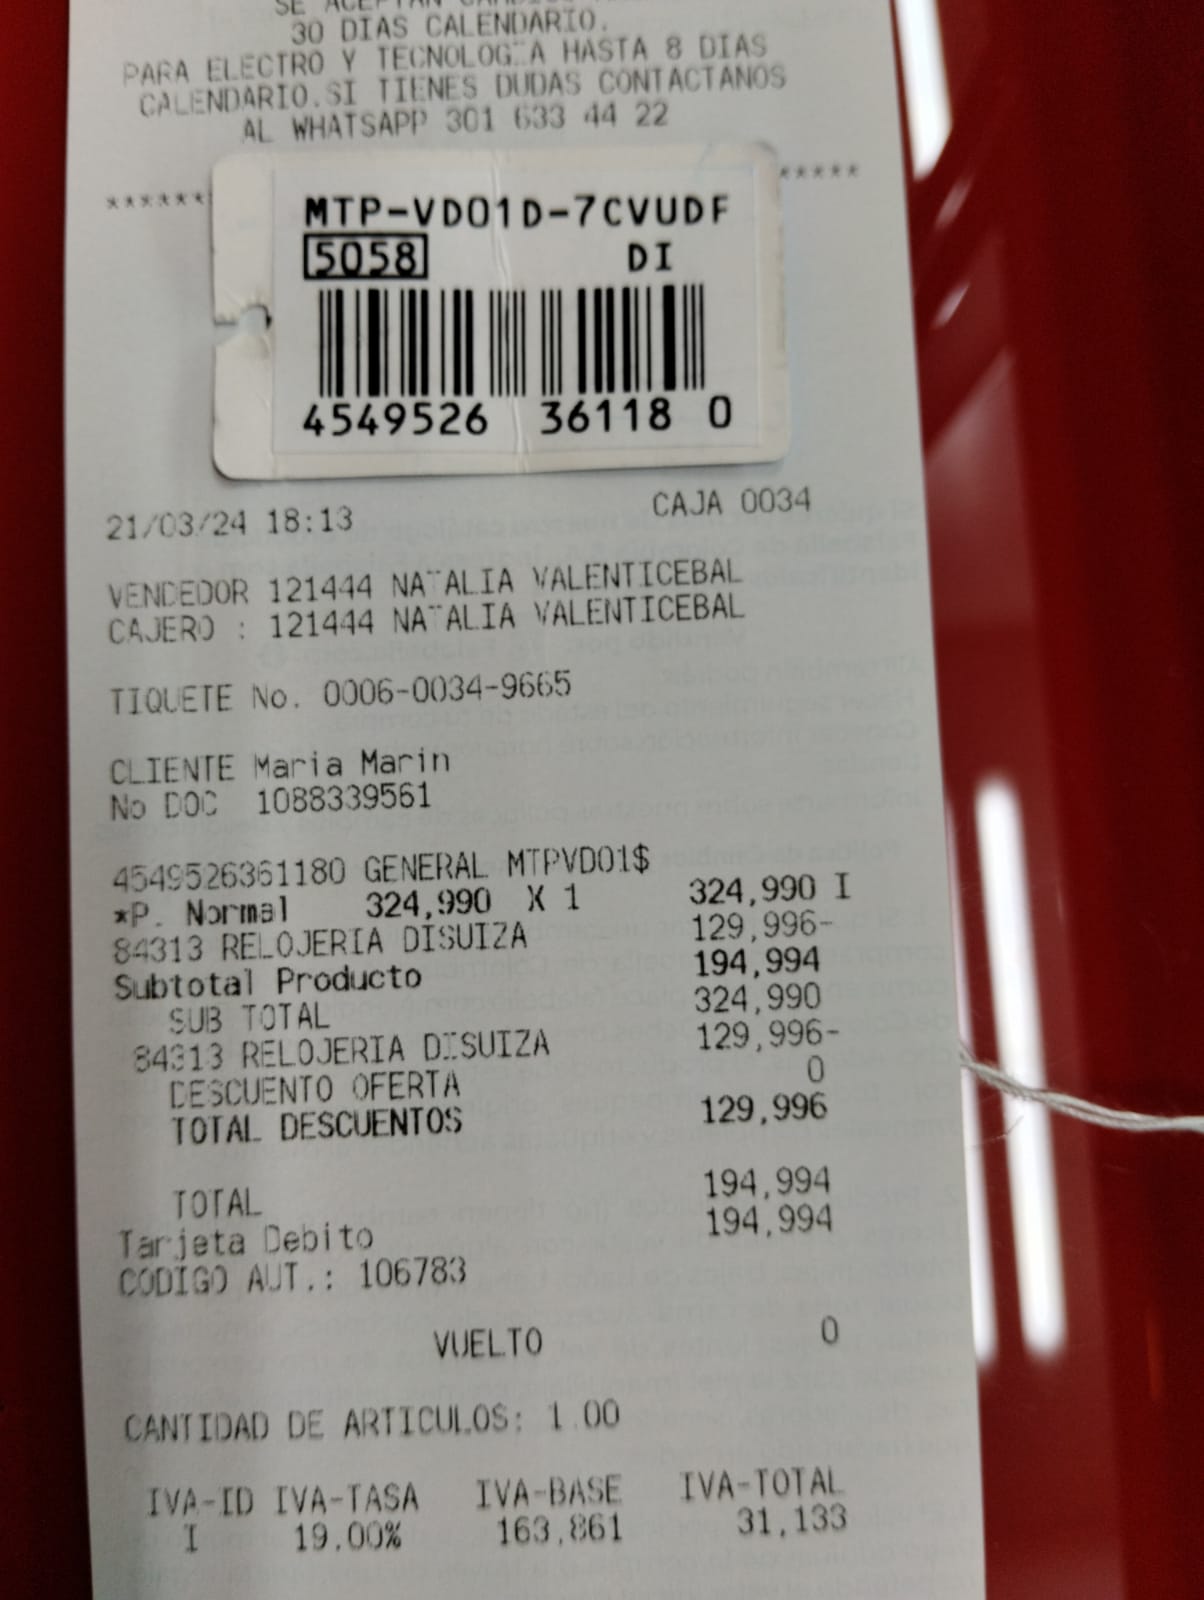 SE ACEPTAN CAMBIOS
30 DIAS CALENDARIO.
PARA ELECTRO Y TECNOLOG¨A HASTA 8 DIAS
CALENDARIO.SI TIENES DUDAS CONTACTANOS
AL WHATSAPP 301 633 44 22
****** *****
MTP-VD01D-7CVUDF
5058 DI
4549526 36118 0
21/03/24 18:13 CAJA 0034
VENDEDOR 121444 NATALIA VALENTICEBAL
CAJERO : 121444 NATALIA VALENTICEBAL
TIQUETE No. 0006-0034-9665
CLIENTE Maria Marin
No DOC 1088339561
4549526361180 GENERAL MTPVD01$
*P. Normal 324,990 X 1 324,990 I
84313 RELOJERIA DISUIZA 129,996-
Subtotal Producto 194,994
SUB TOTAL 324,990
84313 RELOJERIA DISUIZA 129,996-
DESCUENTO OFERTA 0
TOTAL DESCUENTOS 129,996
TOTAL 194,994
Tarjeta Debito 194,994
CODIGO AUT.: 106783
VUELTO 0
CANTIDAD DE ARTICULOS: 1.00
IVA-ID IVA-TASA IVA-BASE IVA-TOTAL
I 19.00% 163,861 31,133